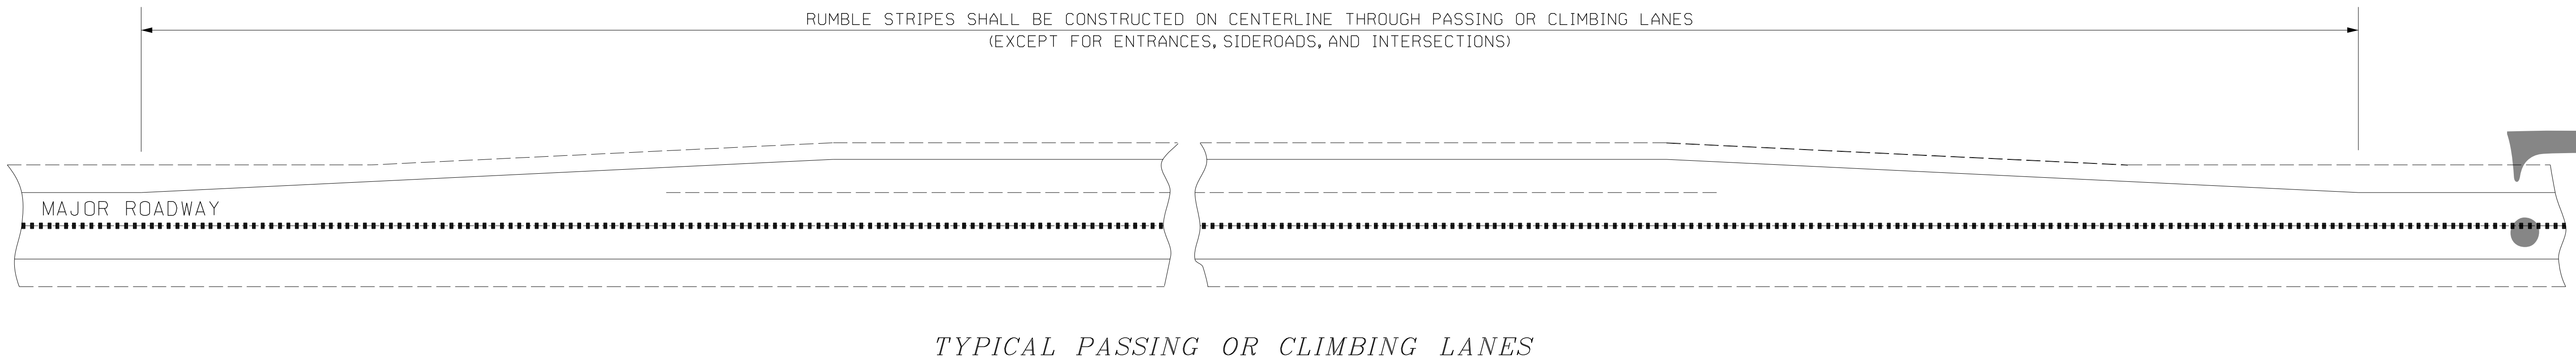 RUMBLE STRIPES SHALL BE CONSTRUCTED ON CENTERLINE THROUGH PASSING OR CLIMBING LANES
(EXCEPT FOR ENTRANCES, SIDEROADS, AND INTERSECTIONS)
MAJOR ROADWAY
TYPICAL PASSING OR CLIMBING LANES